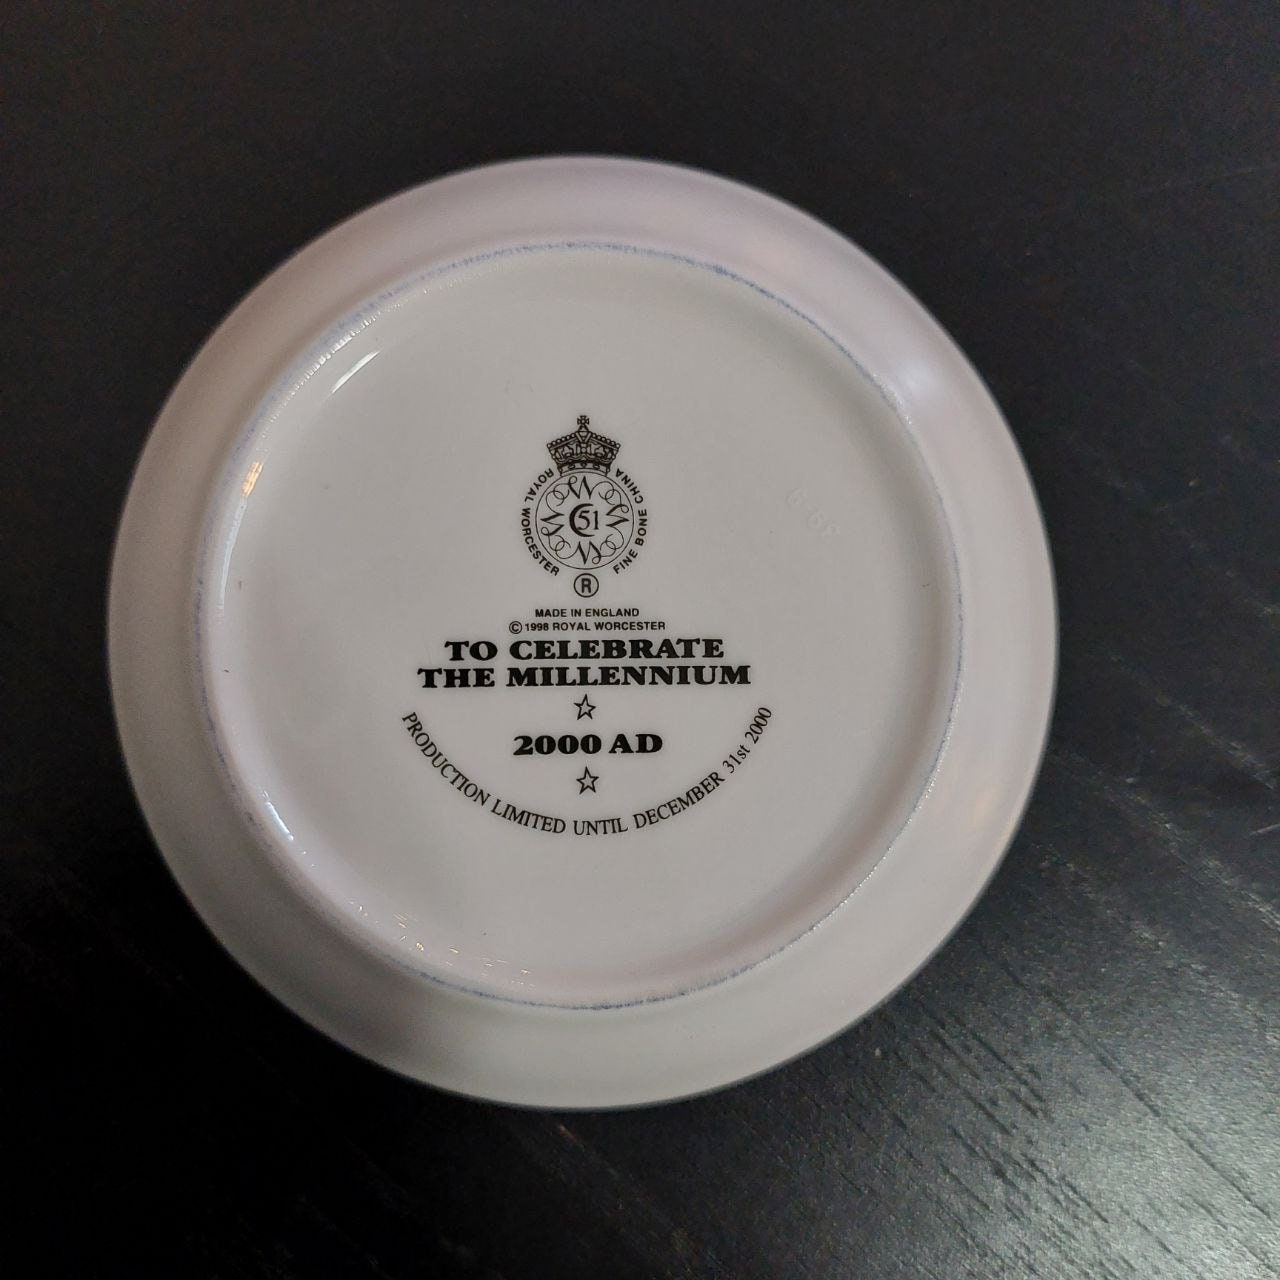 ROYAL WORCESTER
FINE BONE CHINA
51
R
MADE IN ENGLAND
© 1998 ROYAL WORCESTER
TO CELEBRATE
THE MILLENNIUM
2000 AD
PRODUCTION LIMITED UNTIL DECEMBER 31st 2000